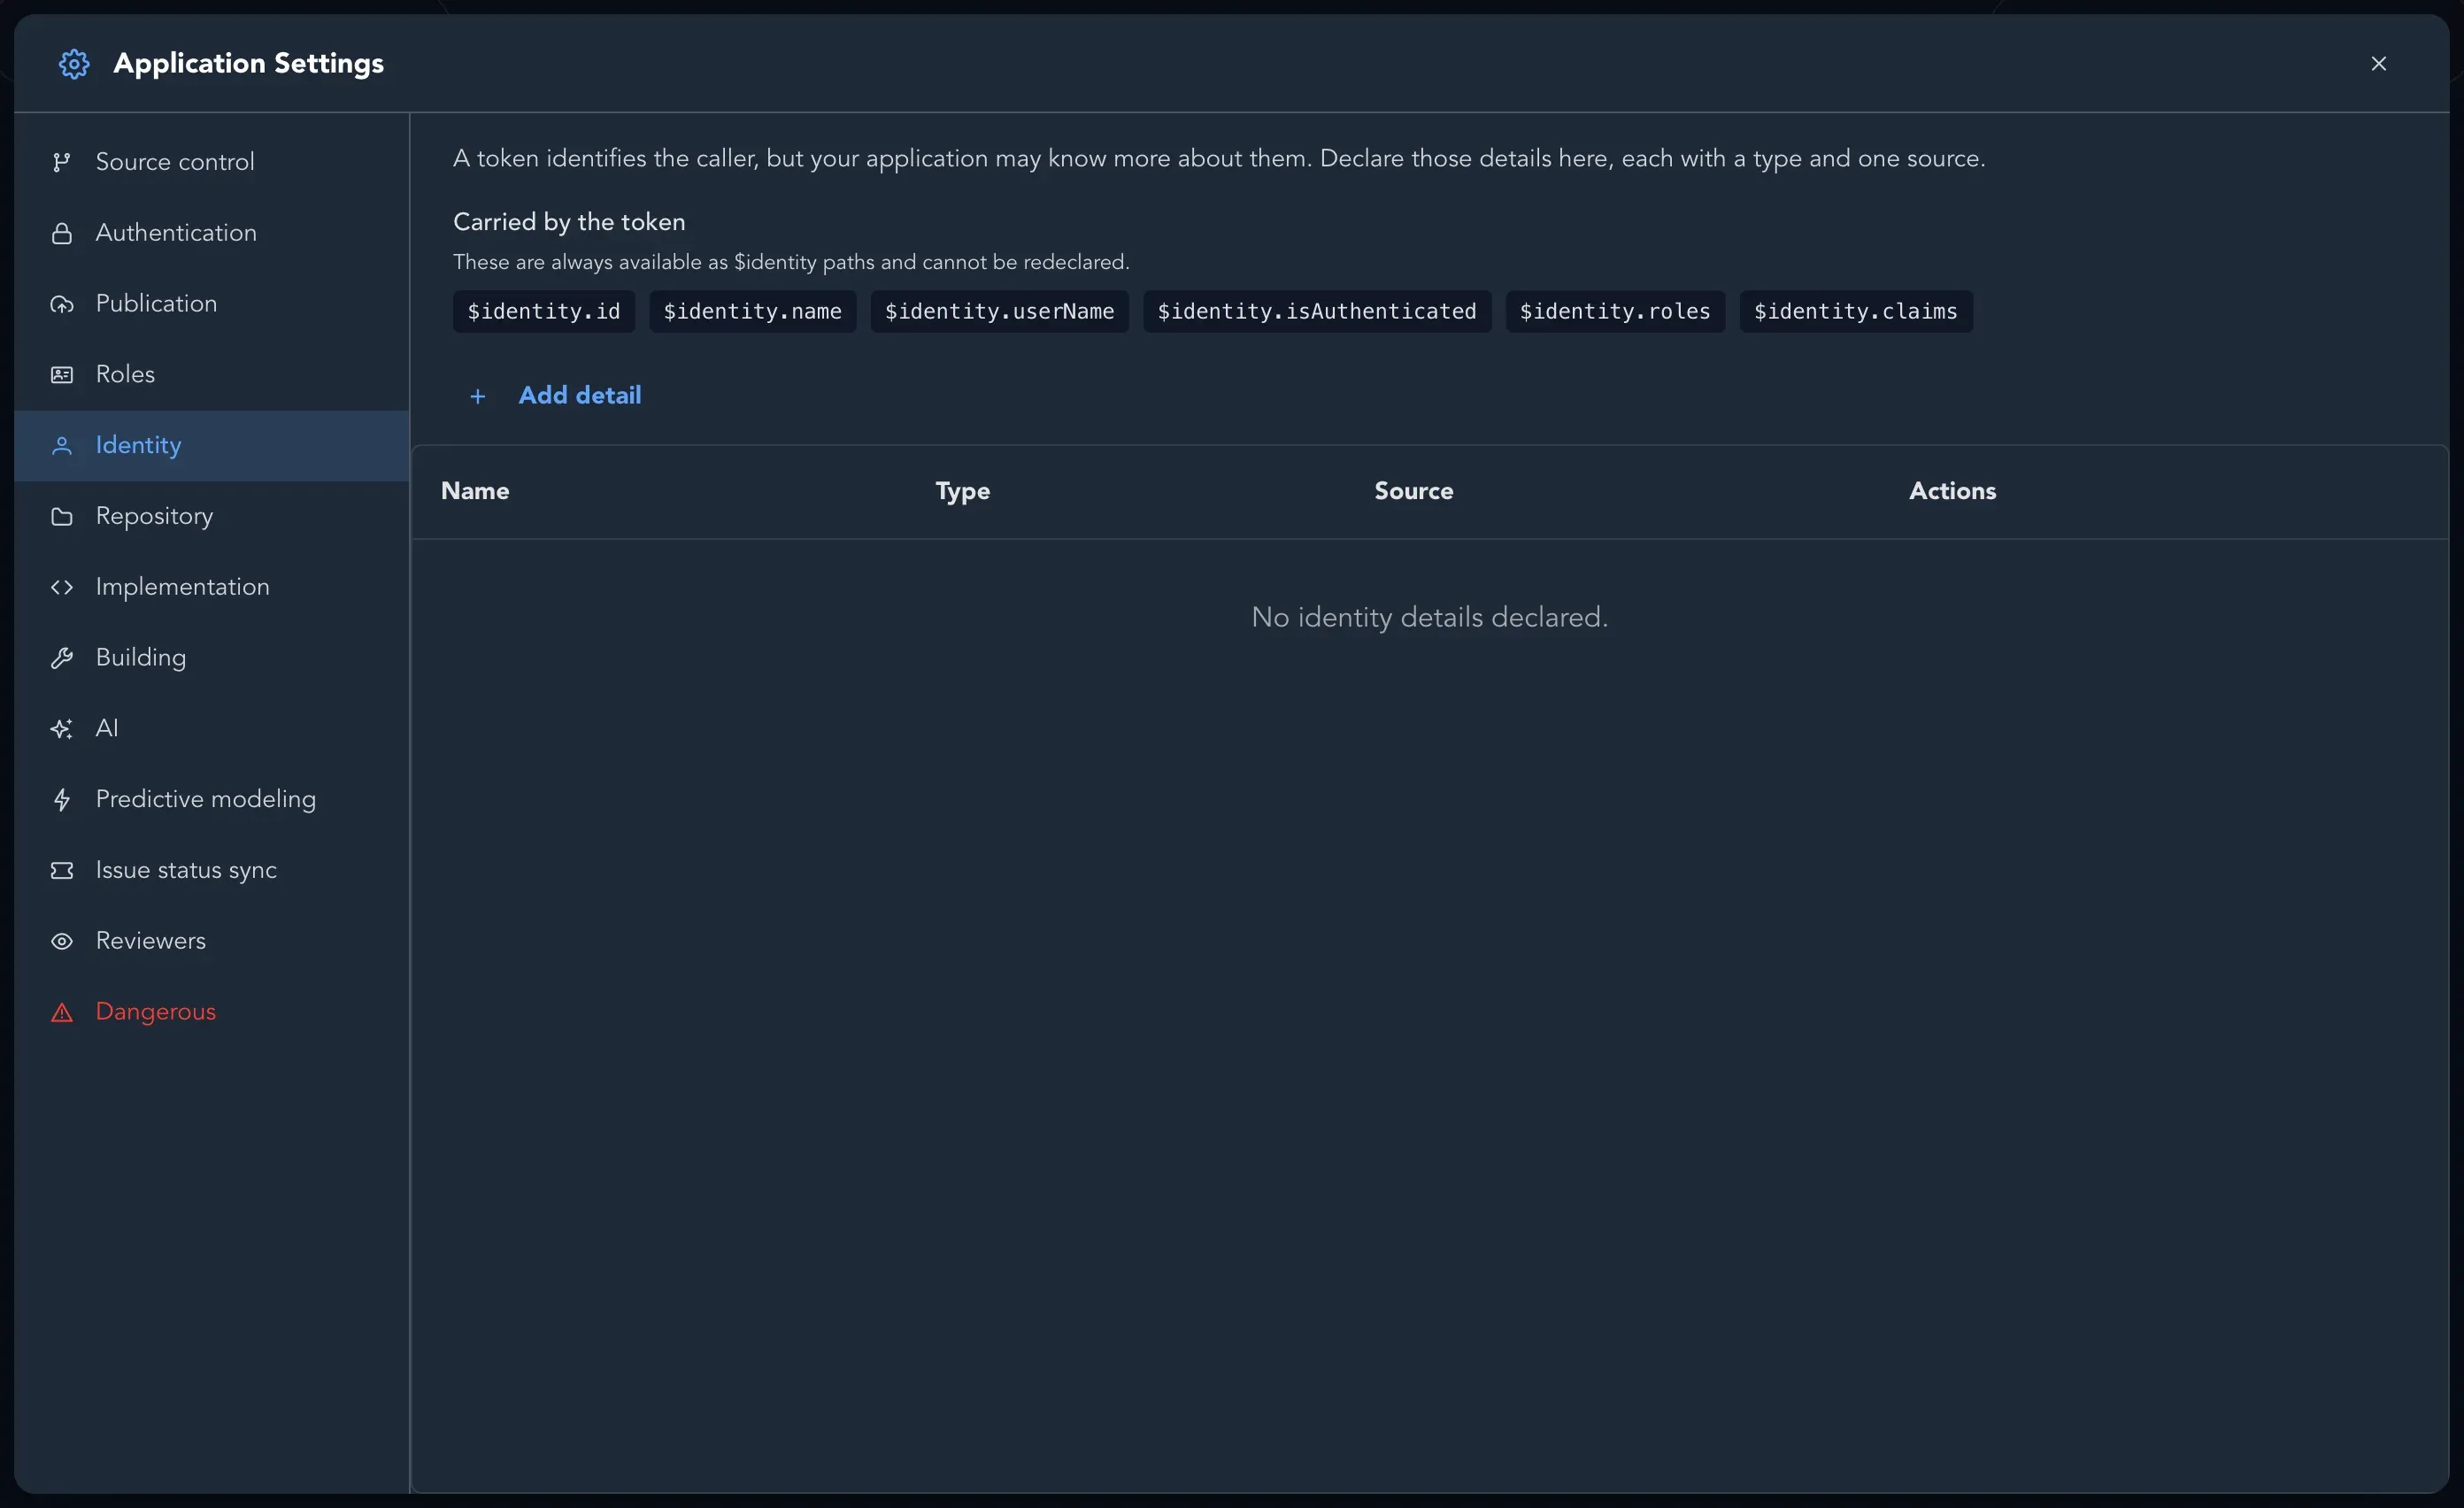 Application Settings
Source control
Authentication
Publication
Roles
Identity
Repository
Implementation
Building
AI
Predictive modeling
Issue status sync
Reviewers
Dangerous
A token identifies the caller, but your application may know more about them. Declare those details here, each with a type and one source.
Carried by the token
These are always available as $identity paths and cannot be redeclared.
$identity.id $identity.name $identity.userName $identity.isAuthenticated $identity.roles $identity.claims
+ Add detail
Name Type Source Actions
No identity details declared.